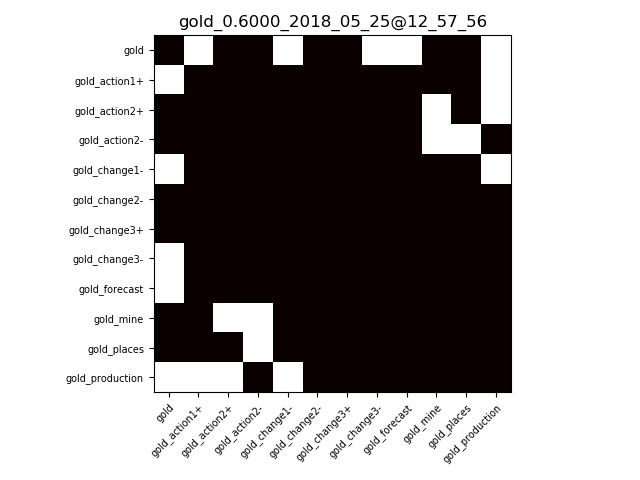 gold_0.6000_2018_05_25@12_57_56
gold
gold_action1+
gold_action2+
gold_action2-
gold_change1-
gold_change2-
gold_change3+
gold_change3-
gold_forecast
gold_mine
gold_places
gold_production
gold
gold_action1+
gold_action2+
gold_action2-
gold_change1-
gold_change2-
gold_change3+
gold_change3-
gold_forecast
gold_mine
gold_places
gold_production